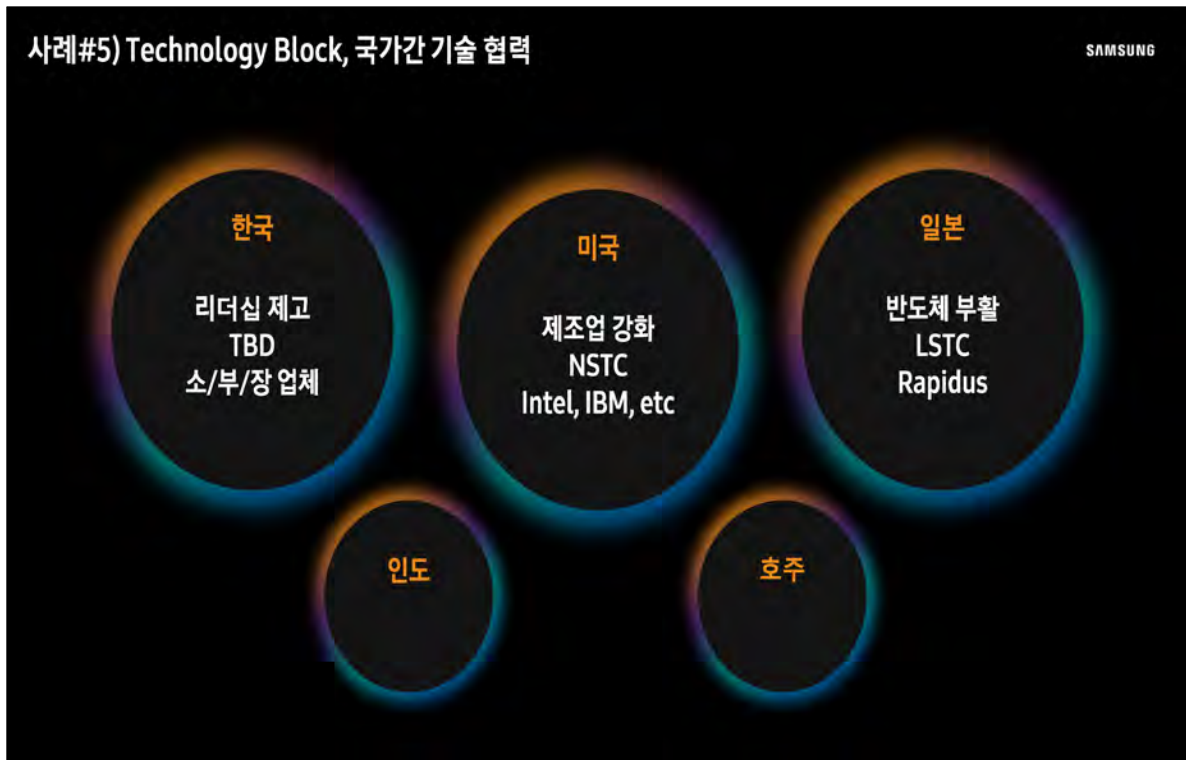 사례#5) Technology Block, 국가간 기술 협력
SAMSUNG
한국
리더십 제고
TBD
소/부/장 업체
미국
제조업 강화
NSTC
Intel, IBM, etc
일본
반도체 부활
LSTC
Rapidus
인도
호주